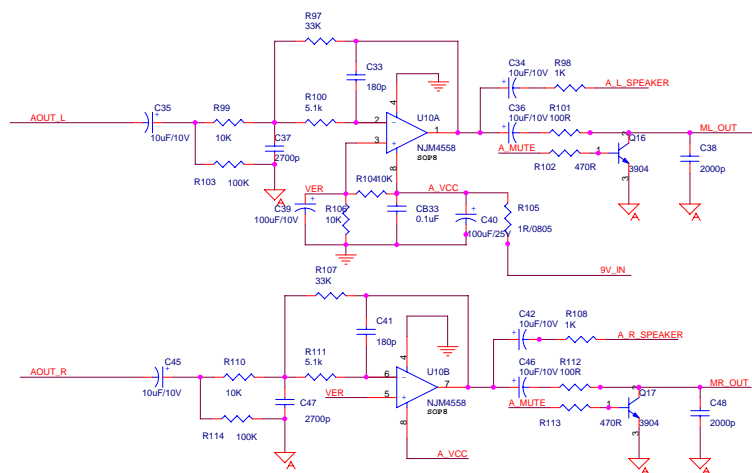 R97
33K
C33
180p
C34
10uF/10V
R98
1K
A_L_SPEAKER
AOUT_L
C35
10uF/10V
R99
10K
R100
5.1k
C37
2700p
R103
100K
4
2
3
1
8
U10A
NJM4558
SOP8
C36
10uF/10V
R101
100R
A_MUTE
R102
470R
1
2
3
Q16
3904
ML_OUT
C38
2000p
A
A
A
VER
R104
10K
A_VCC
C39
100uF/10V
R106
10K
CB33
0.1uF
C40
100uF/25V
R105
1R/0805
9V_IN
R107
33K
C41
180p
C42
10uF/10V
R108
1K
A_R_SPEAKER
AOUT_R
C45
10uF/10V
R110
10K
R111
5.1k
C47
2700p
R114
100K
VER
4
6
5
7
8
U10B
NJM4558
SOP8
A_VCC
C46
10uF/10V
R112
100R
A_MUTE
R113
470R
1
2
3
Q17
3904
MR_OUT
C48
2000p
A
A
A